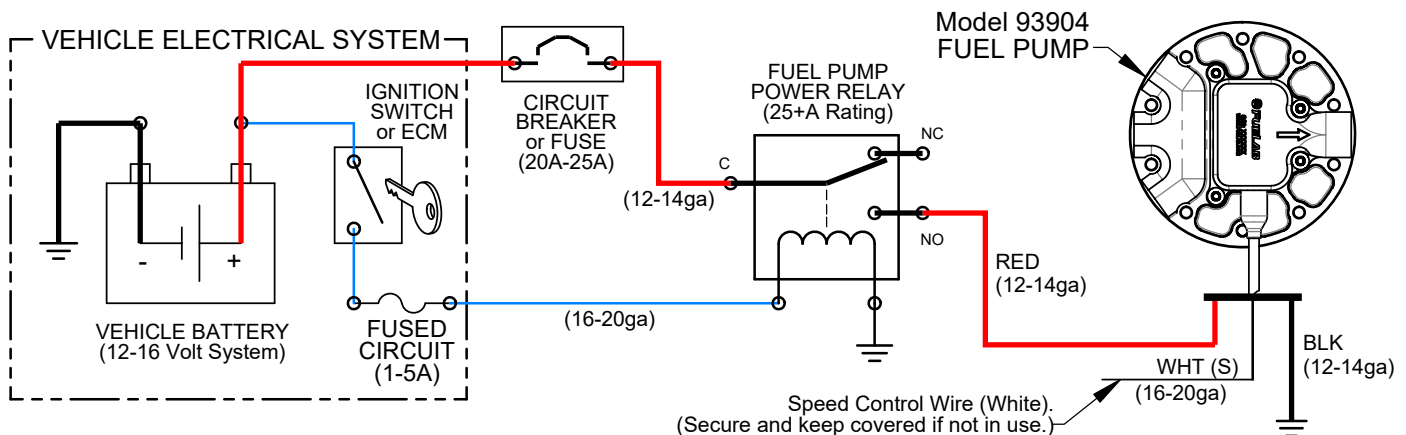 VEHICLE ELECTRICAL SYSTEM
IGNITION
SWITCH
or ECM
-
+
VEHICLE BATTERY
(12-16 Volt System)
FUSED
CIRCUIT
(1-5A)
CIRCUIT
BREAKER
or FUSE
(20A-25A)
(12-14ga)
(16-20ga)
FUEL PUMP
POWER RELAY
(25+A Rating)
C
NC
NO
Model 93904
FUEL PUMP
FUELAB
RED
(12-14ga)
BLK
(12-14ga)
WHT (S)
(16-20ga)
Speed Control Wire (White).
(Secure and keep covered if not in use.)